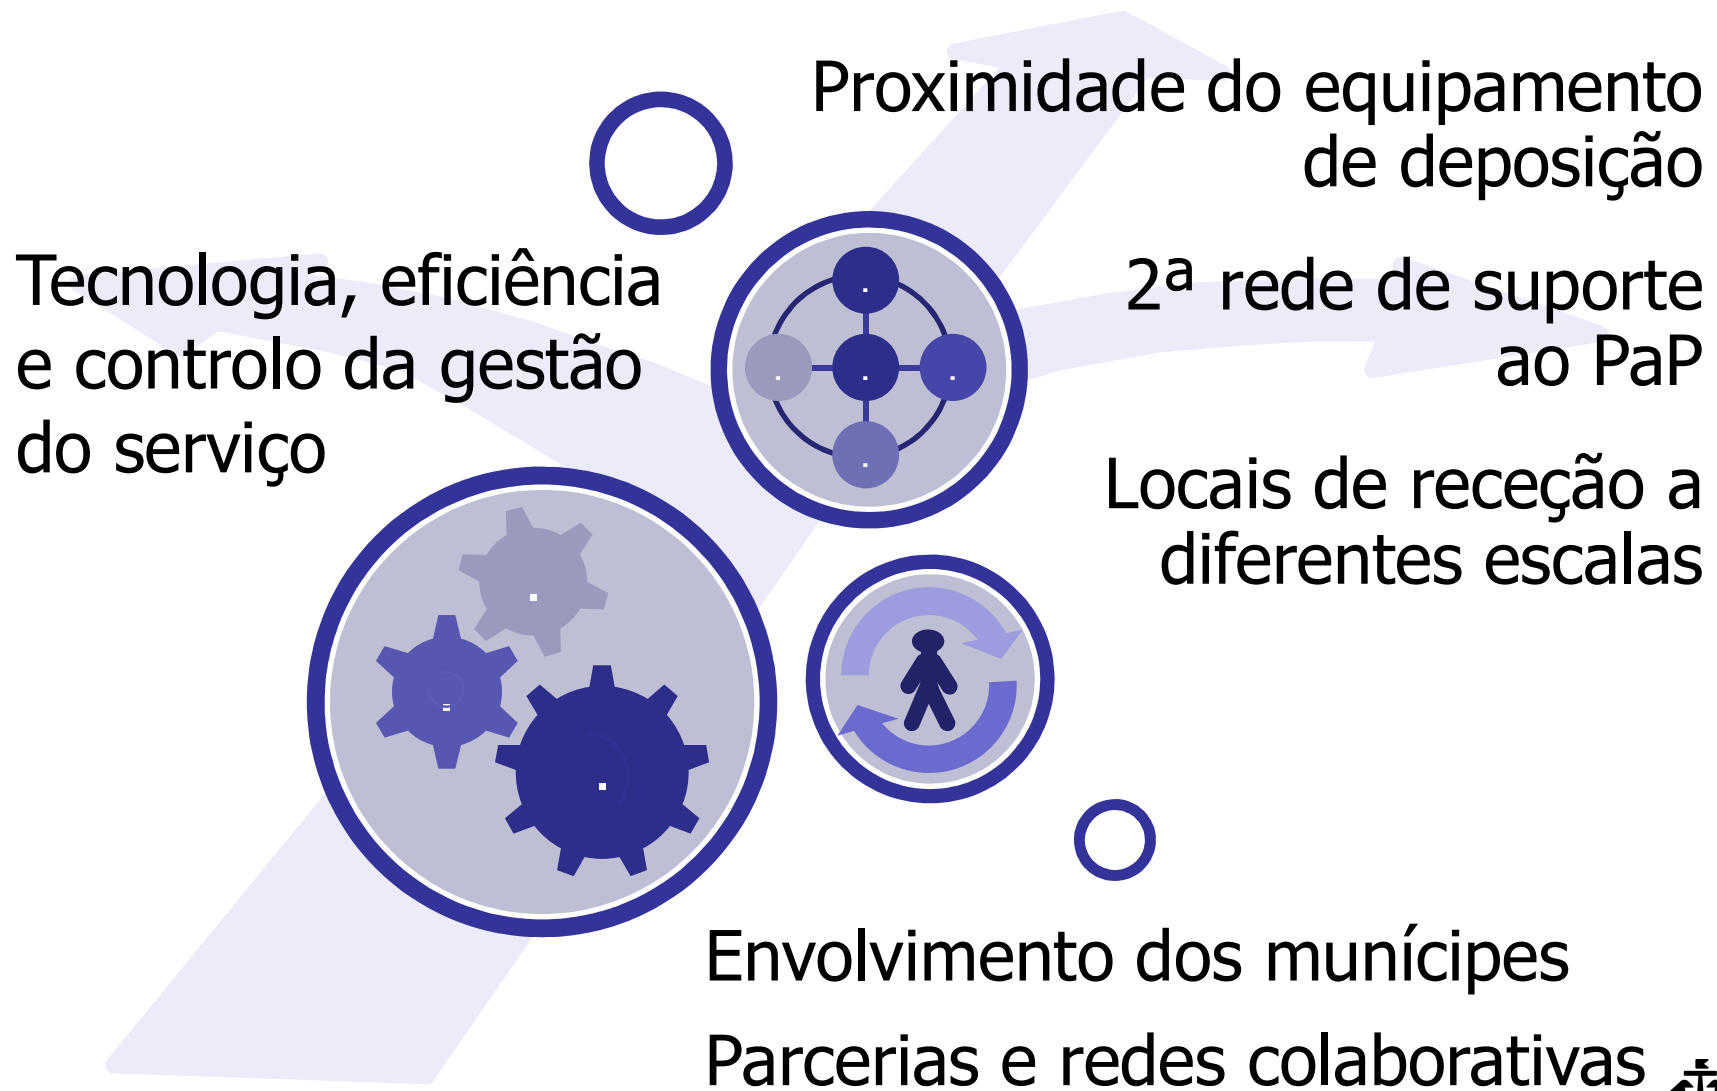 Proximidade do equipamento
de deposição
Tecnologia, eficiência
e controlo da gestão
do serviço
2ª rede de suporte
ao PaP
Locais de receção a
diferentes escalas
Envolvimento dos munícipes
Parcerias e redes colaborativas